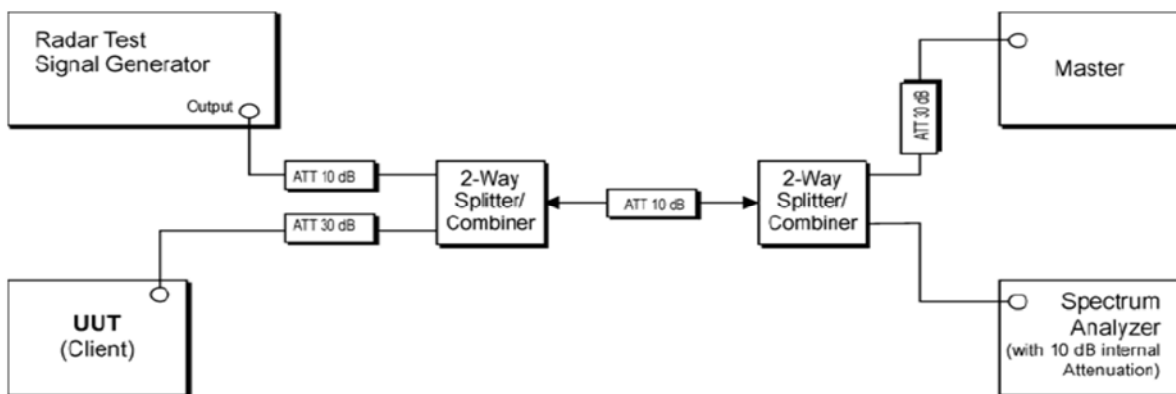 Radar Test
Signal Generator
Output
ATT 10 dB
2-Way
Splitter/
Combiner
ATT 30 dB
UUT
(Client)
ATT 10 dB
2-Way
Splitter/
Combiner
ATT 30 dB
Master
Spectrum
Analyzer
(with 10 dB internal
Attenuation)